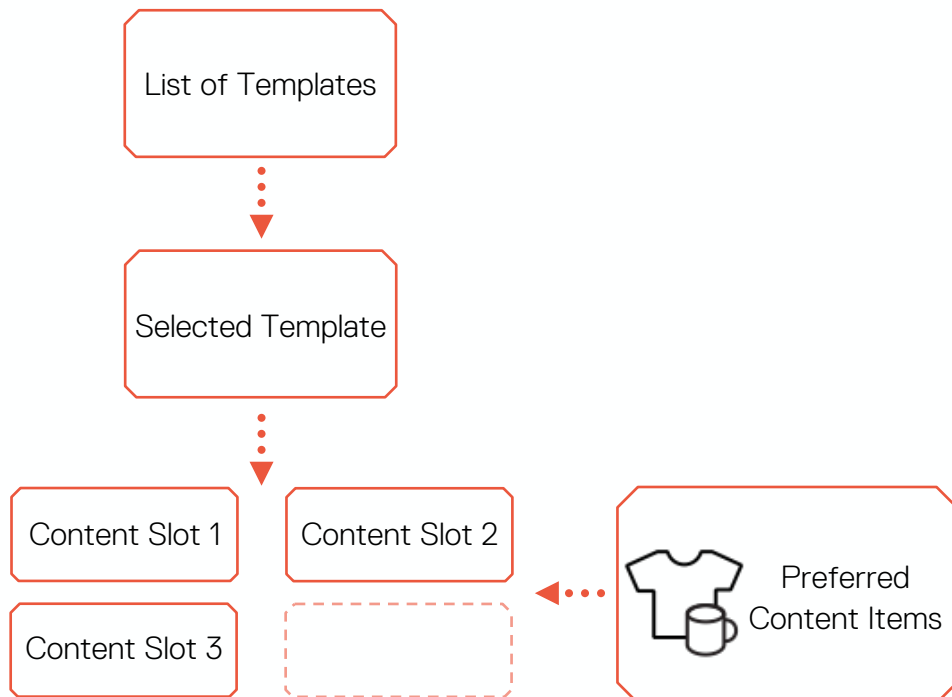 List of Templates
Selected Template
Content Slot 1
Content Slot 2
Content Slot 3
Preferred
Content Items